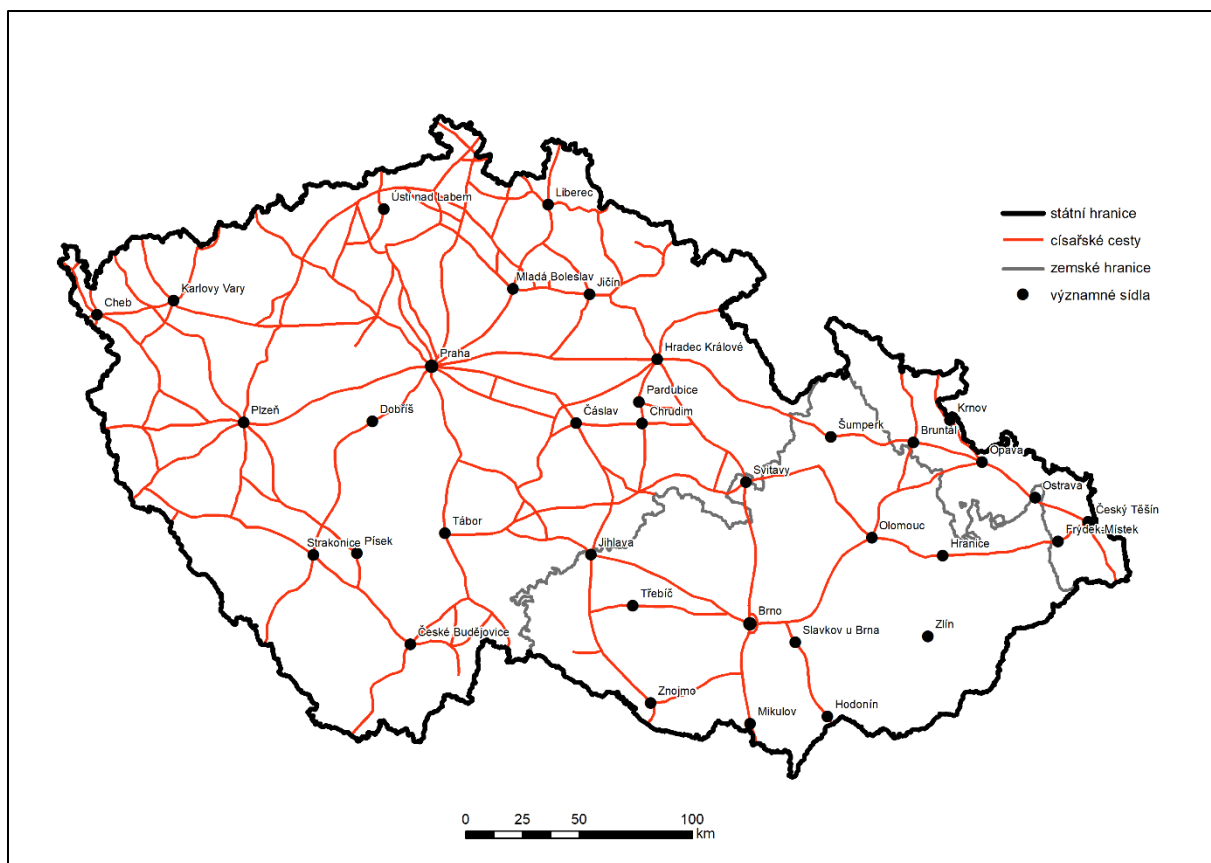 Ústí nad Labem
Liberec
státní hranice
císařské cesty
zemské hranice
významné sídla
Karlovy Vary
Cheb
Mladá Boleslav
Jičín
Praha
Hradec Králové
Pardubice
Plzeň
Dobříš
Čáslav
Chudim
Šumperk
Bruntál
Krnov
Opava
Svitavy
Ostrava
Český Těšín
Tábor
Olomouc
Frýdek-Místek
Strakonice
Písek
Jihlava
Hranice
Třebíč
Brno
České Budějovice
Slavkov u Brna
Zlín
Znojmo
Mikulov
Hodonín
0 25 50 100
km